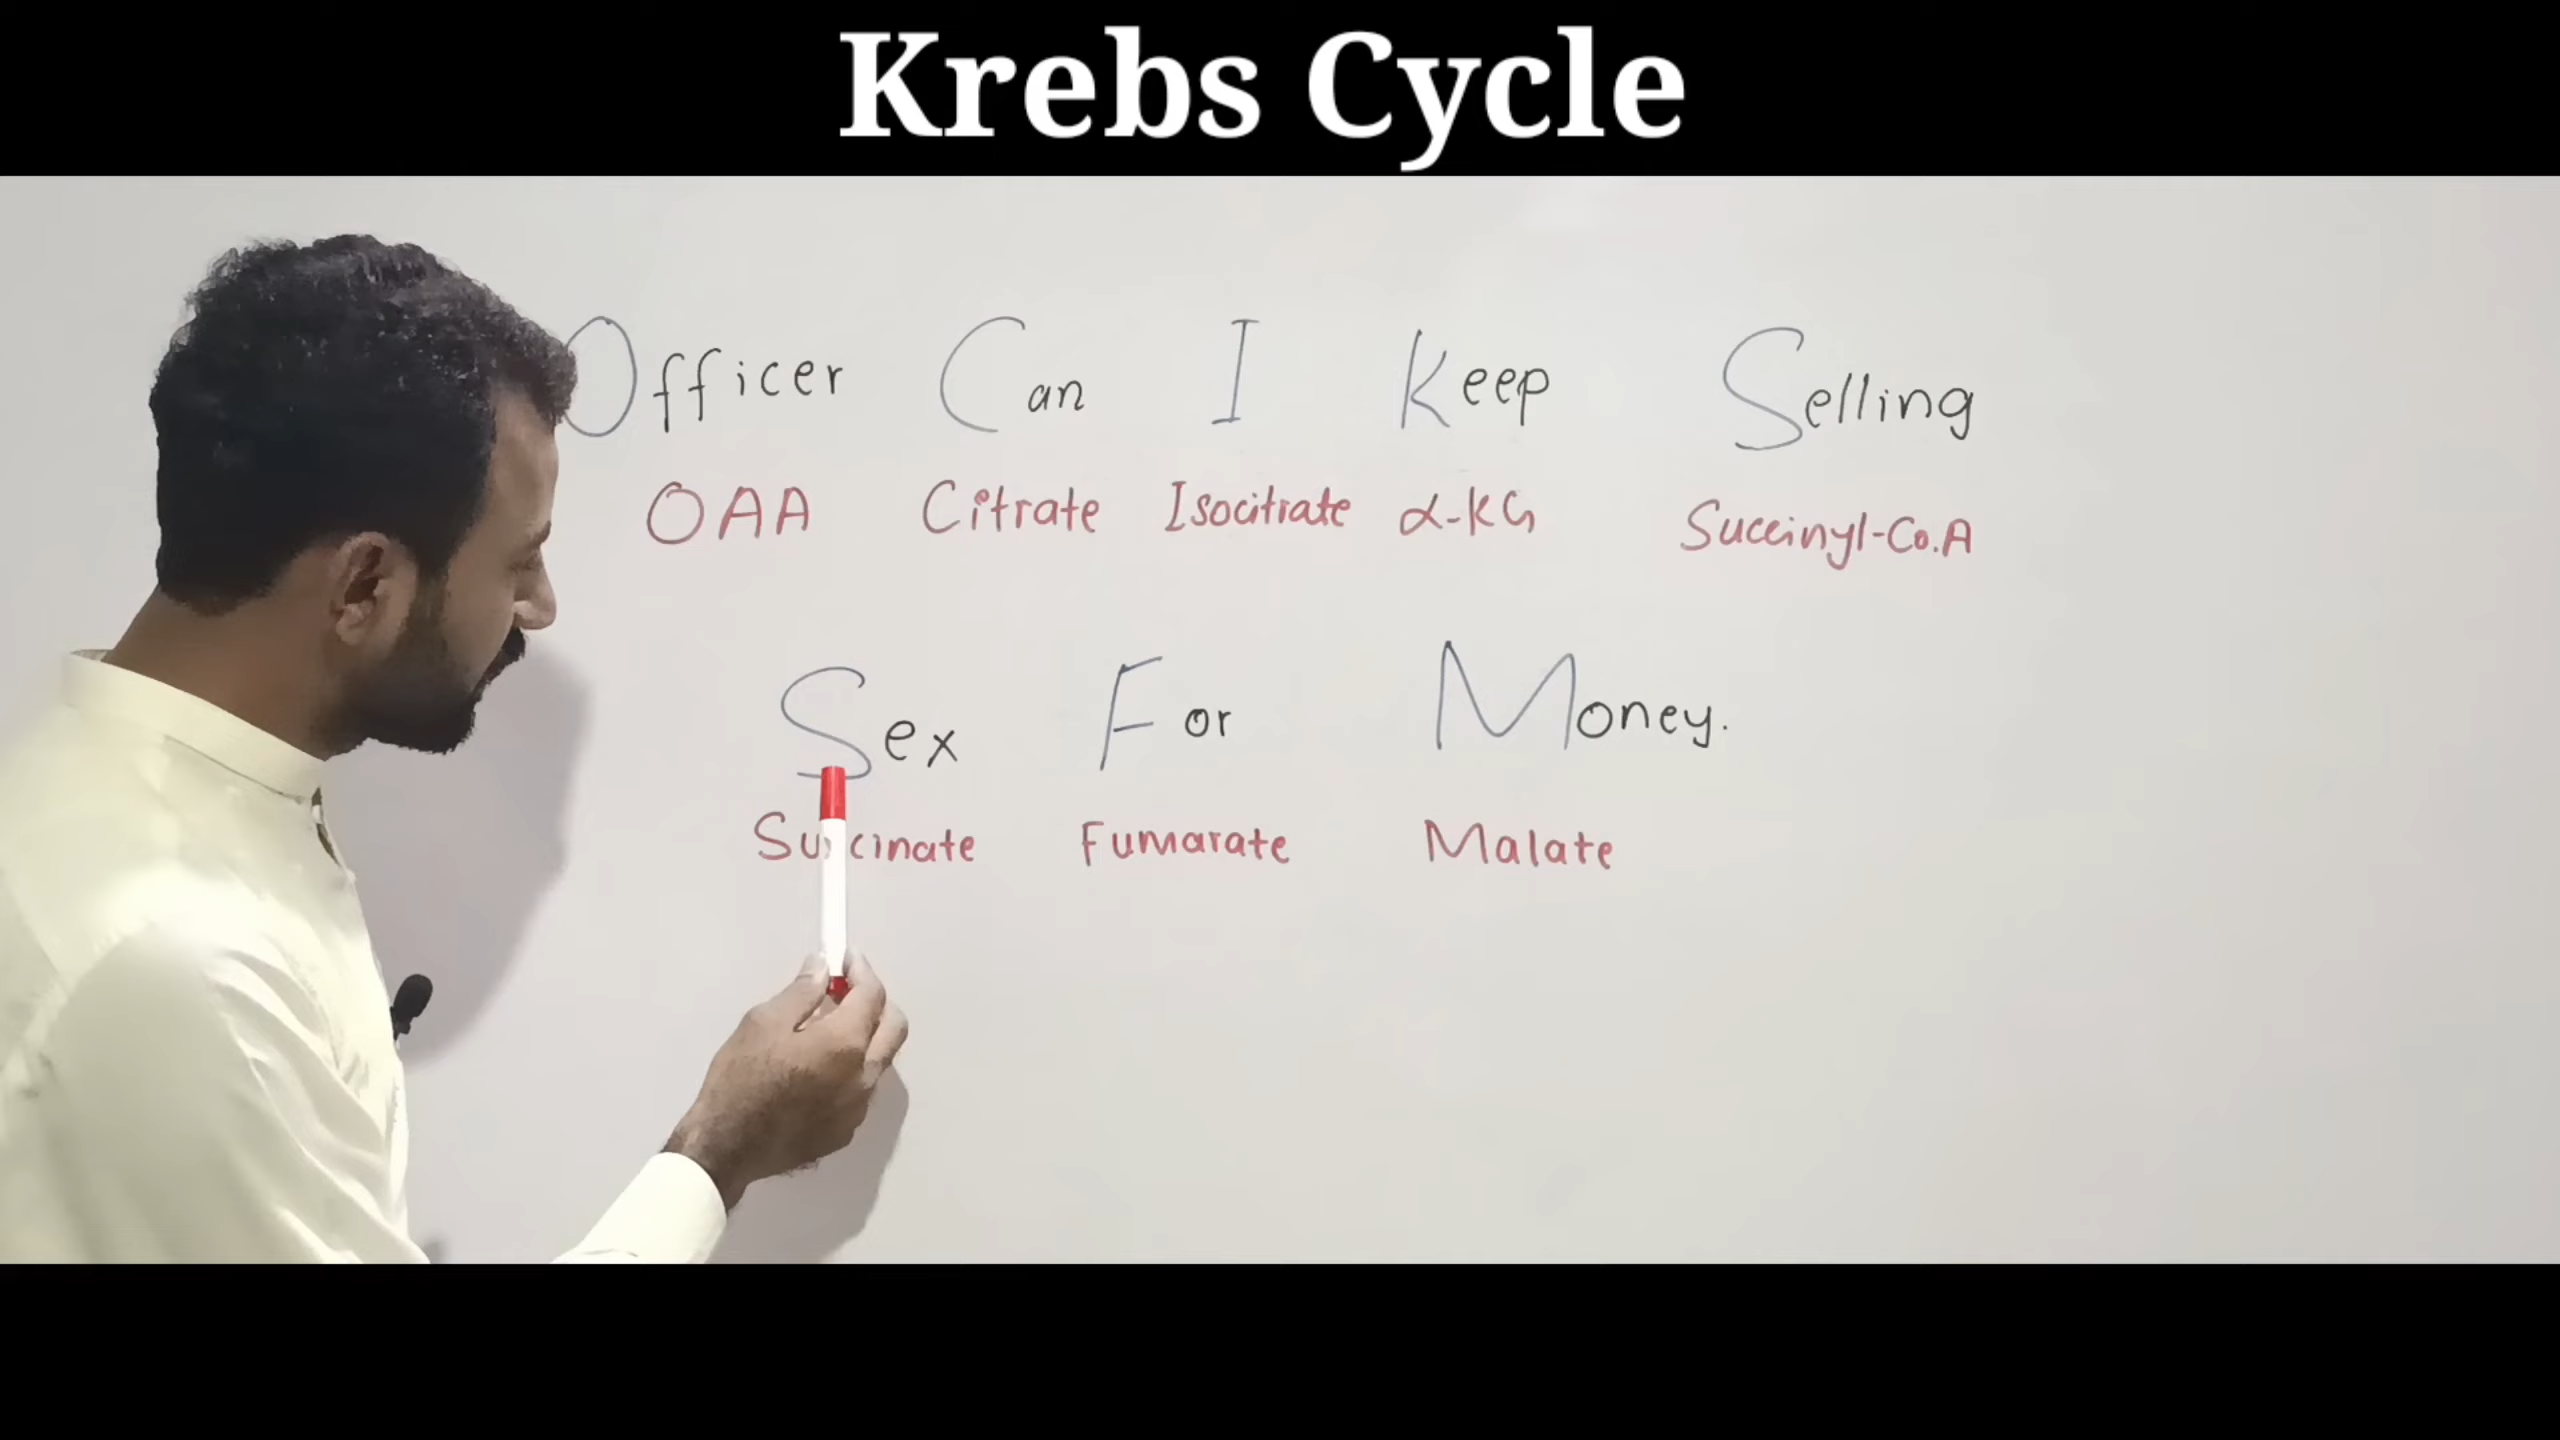 Krebs Cycle
Officer Can I Keep Selling
OAA Citrate Isocitrate α-KG Succinyl-Co.A
Sex For Money.
Succinate Fumarate Malate